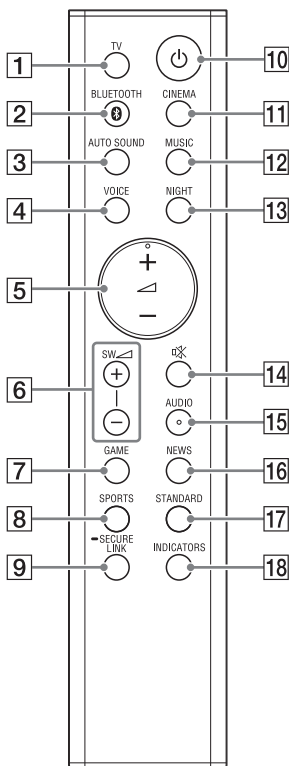 TV
1
10
BLUETOOTH CINEMA
2
11
AUTO SOUND MUSIC
3
12
VOICE NIGHT
4
13
+
5
−
SW
+
6
14
AUDIO
−
15
GAME NEWS
7
16
SPORTS STANDARD
8
17
SECURE LINK INDICATORS
9
18